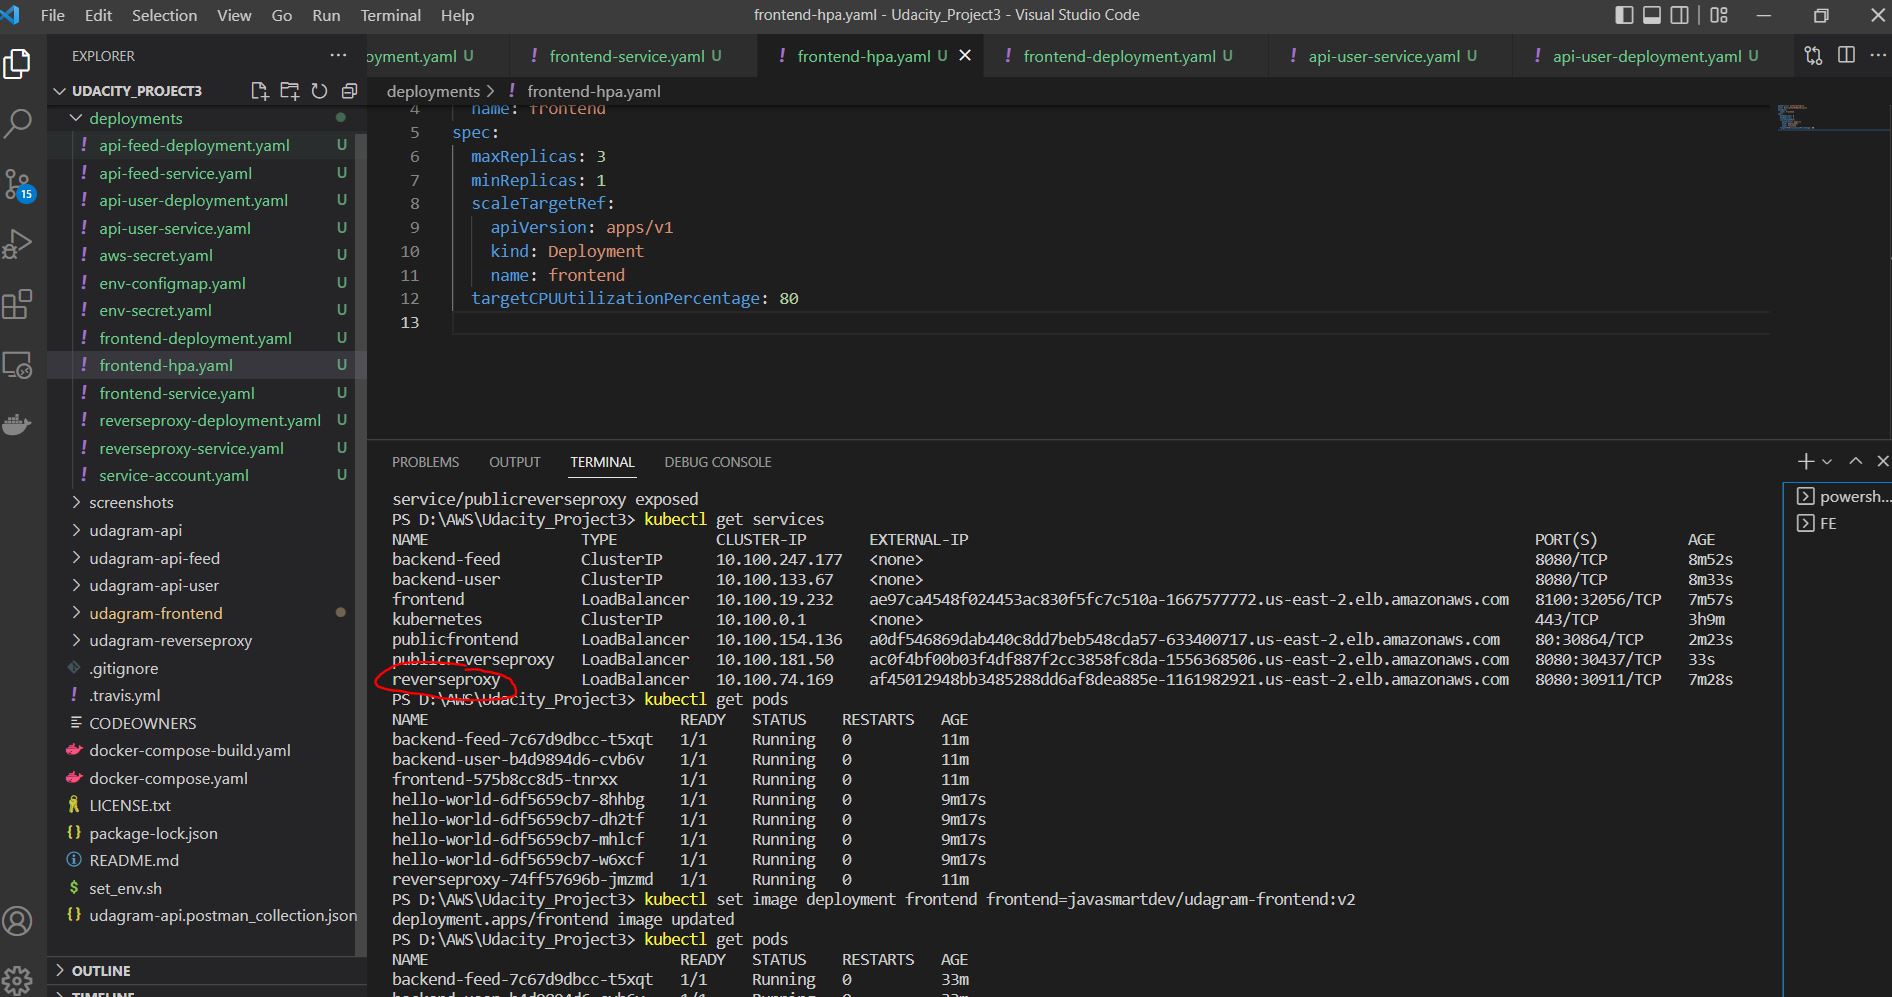 File Edit Selection View Go Run Terminal Help
frontend-hpa.yaml - Udacity_Project3 - Visual Studio Code
EXPLORER
oyment.yaml U
! frontend-service.yaml U
! frontend-hpa.yaml U
! frontend-deployment.yaml U
! api-user-service.yaml U
! api-user-deployment.yaml U
UDACITY_PROJECT3
deployments > ! frontend-hpa.yaml
deployments
! api-feed-deployment.yaml U
! api-feed-service.yaml U
! api-user-deployment.yaml U
! api-user-service.yaml U
! aws-secret.yaml U
! env-configmap.yaml U
! env-secret.yaml U
! frontend-deployment.yaml U
! frontend-hpa.yaml U
! frontend-service.yaml U
! reverseproxy-deployment.yaml U
! reverseproxy-service.yaml U
! service-account.yaml U
screenshots
udagram-api
udagram-api-feed
udagram-api-user
udagram-frontend
udagram-reverseproxy
.gitignore
! .travis.yml
CODEOWNERS
docker-compose-build.yaml
docker-compose.yaml
LICENSE.txt
{} package-lock.json
README.md
$ set_env.sh
{} udagram-api.postman_collection.json
OUTLINE
TIMELINE
15
4 name: frontend
5 spec:
6 maxReplicas: 3
7 minReplicas: 1
8 scaleTargetRef:
9 apiVersion: apps/v1
10 kind: Deployment
11 name: frontend
12 targetCPUUtilizationPercentage: 80
13
PROBLEMS OUTPUT TERMINAL DEBUG CONSOLE
powersh...
FE
service/publicreverseproxy exposed
PS D:\AWS\Udacity_Project3> kubectl get services
NAME TYPE CLUSTER-IP EXTERNAL-IP PORT(S) AGE
backend-feed ClusterIP 10.100.247.177 <none> 8080/TCP 8m52s
backend-user ClusterIP 10.100.133.67 <none> 8080/TCP 8m33s
frontend LoadBalancer 10.100.19.232 ae97ca4548f024453ac830f5fc7c510a-1667577772.us-east-2.elb.amazonaws.com 8100:32056/TCP 7m57s
kubernetes ClusterIP 10.100.0.1 <none> 443/TCP 3h9m
publicfrontend LoadBalancer 10.100.154.136 a0df546869dab440c8dd7beb548cda57-633400717.us-east-2.elb.amazonaws.com 80:30864/TCP 2m23s
publicreverseproxy LoadBalancer 10.100.181.50 ac0f4bf00b03f4df887f2cc3858fc8da-1556368506.us-east-2.elb.amazonaws.com 8080:30437/TCP 33s
reverseproxy LoadBalancer 10.100.74.169 af45012948bb3485288dd6af8dea885e-1161982921.us-east-2.elb.amazonaws.com 8080:30911/TCP 7m28s
PS D:\AWS\Udacity_Project3> kubectl get pods
NAME READY STATUS RESTARTS AGE
backend-feed-7c67d9dbcc-t5xqt 1/1 Running 0 11m
backend-user-b4d9894d6-cvb6v 1/1 Running 0 11m
frontend-575b8cc8d5-tnrxx 1/1 Running 0 11m
hello-world-6df5659cb7-8hhbg 1/1 Running 0 9m17s
hello-world-6df5659cb7-dh2tf 1/1 Running 0 9m17s
hello-world-6df5659cb7-mhlcf 1/1 Running 0 9m17s
hello-world-6df5659cb7-w6xcf 1/1 Running 0 9m17s
reverseproxy-74ff57696b-jmzmd 1/1 Running 0 11m
PS D:\AWS\Udacity_Project3> kubectl set image deployment frontend frontend=javasmartdev/udagram-frontend:v2
deployment.apps/frontend image updated
PS D:\AWS\Udacity_Project3> kubectl get pods
NAME READY STATUS RESTARTS AGE
backend-feed-7c67d9dbcc-t5xqt 1/1 Running 0 33m